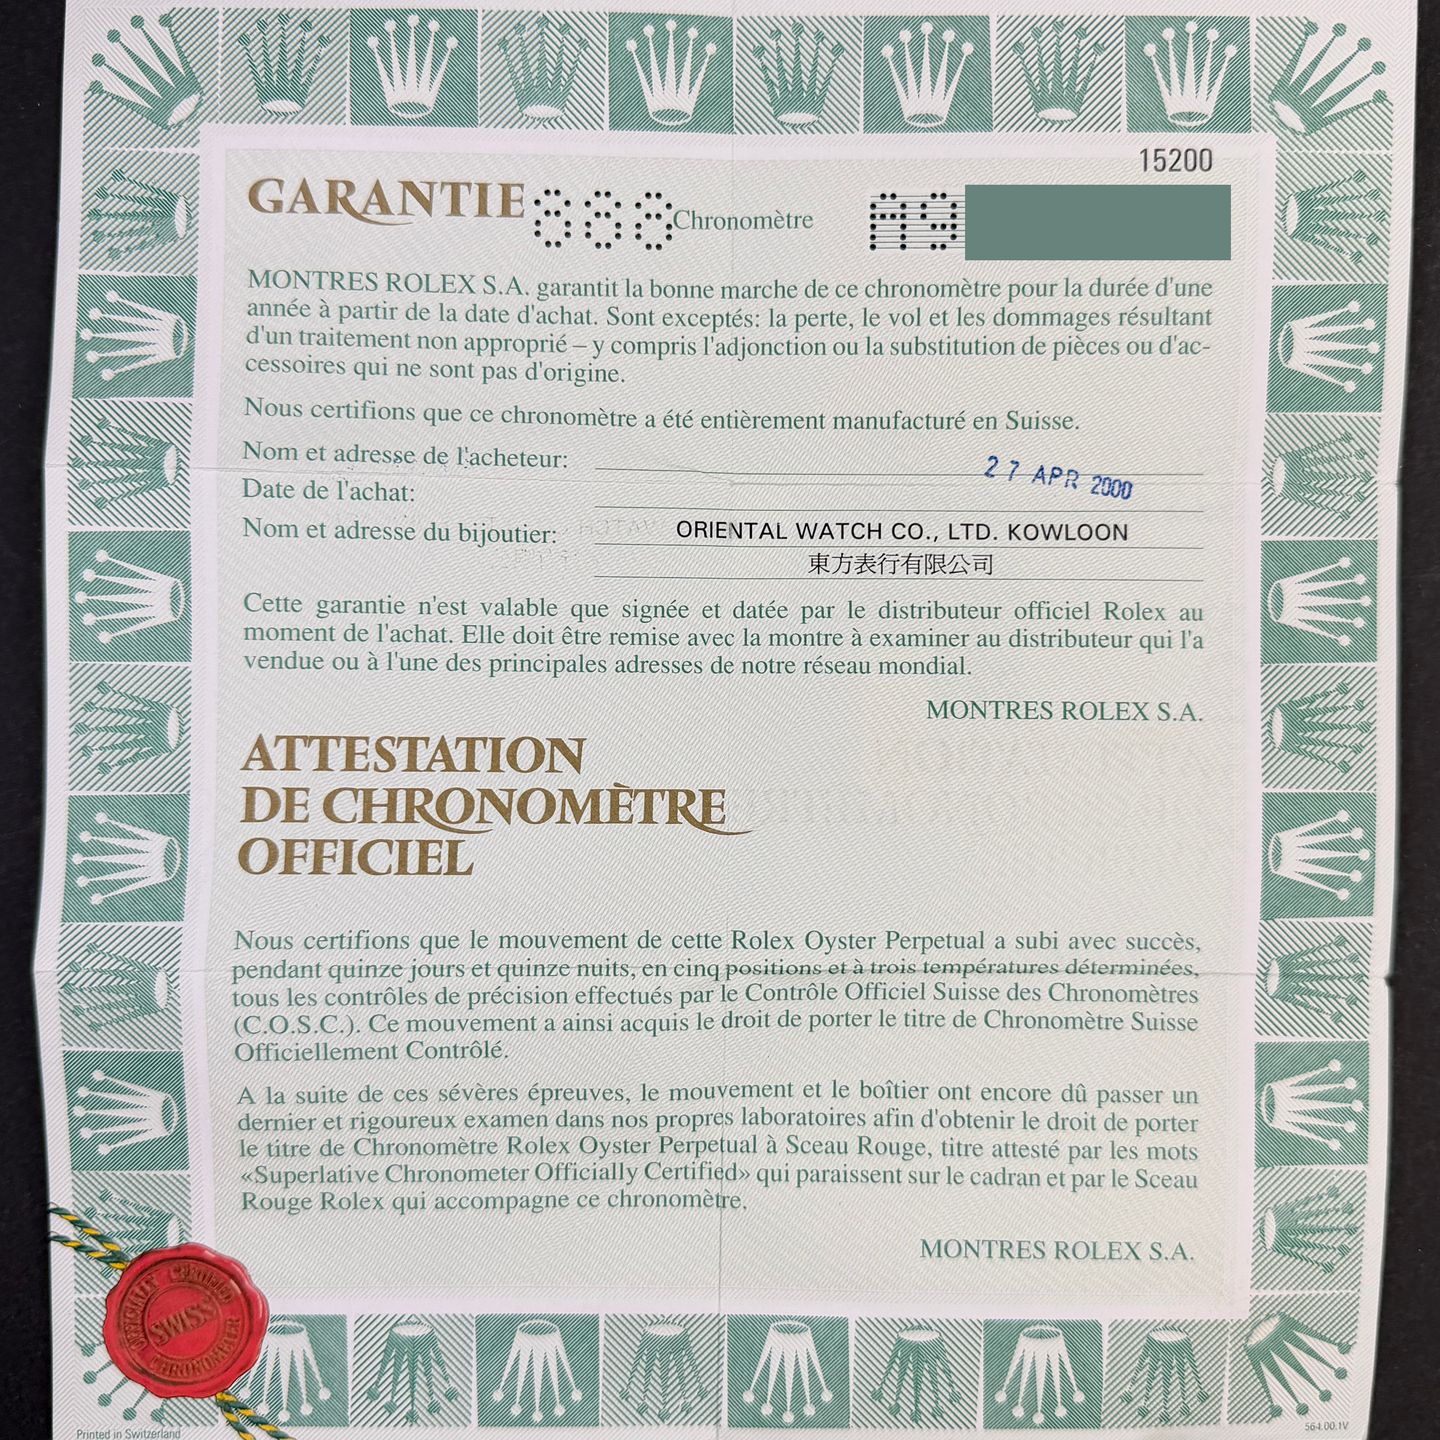 15200
GARANTIE 888 Chronomètre A9
MONTRES ROLEX S.A. garantit la bonne marche de ce chronomètre pour la durée d'une
année à partir de la date d'achat. Sont exceptés: la perte, le vol et les dommages résultant
d'un traitement non approprié – y compris l'adjonction ou la substitution de pièces ou d'ac-
cessoires qui ne sont pas d'origine.
Nous certifions que ce chronomètre a été entièrement manufacturé en Suisse.
Nom et adresse de l'acheteur:
27 APR 2000
Date de l'achat:
Nom et adresse du bijoutier: ORIENTAL WATCH CO., LTD. KOWLOON
東方表行有限公司
Cette garantie n'est valable que signée et datée par le distributeur officiel Rolex au
moment de l'achat. Elle doit être remise avec la montre à examiner au distributeur qui l'a
vendue ou à l'une des principales adresses de notre réseau mondial.
MONTRES ROLEX S.A.
ATTESTATION
DE CHRONOMÈTRE
OFFICIEL
Nous certifions que le mouvement de cette Rolex Oyster Perpetual a subi avec succès,
pendant quinze jours et quinze nuits, en cinq positions et à trois températures déterminées,
tous les contrôles de précision effectués par le Contrôle Officiel Suisse des Chronomètres
(C.O.S.C.). Ce mouvement a ainsi acquis le droit de porter le titre de Chronomètre Suisse
Officiellement Contrôlé.
A la suite de ces sévères épreuves, le mouvement et le boîtier ont encore dû passer un
dernier et rigoureux examen dans nos propres laboratoires afin d'obtenir le droit de porter
le titre de Chronomètre Rolex Oyster Perpetual à Sceau Rouge, titre attesté par les mots
«Superlative Chronometer Officially Certified» qui paraissent sur le cadran et par le Sceau
Rouge Rolex qui accompagne ce chronomètre.
MONTRES ROLEX S.A.
OFFICIALLY CERTIFIED
SWISS
CHRONOMETER
Printed in Switzerland
564.00.1V